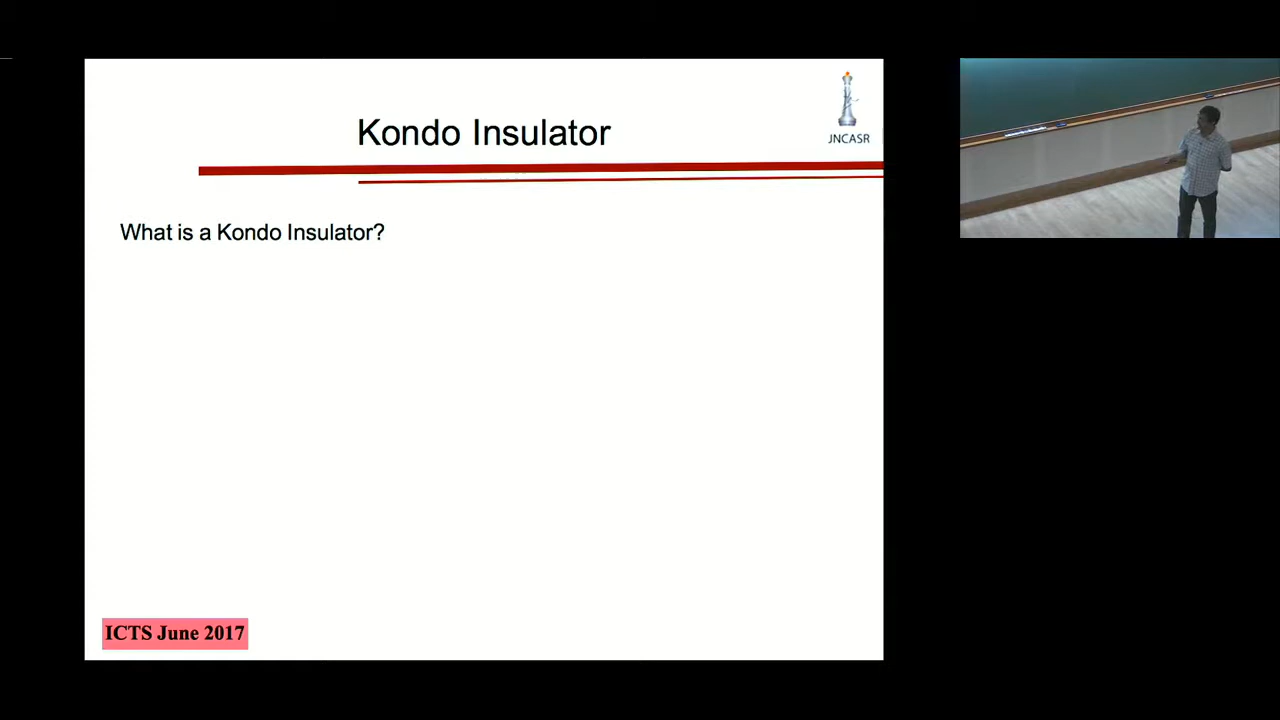 Kondo Insulator
JNCASR
What is a Kondo Insulator?
ICTS June 2017